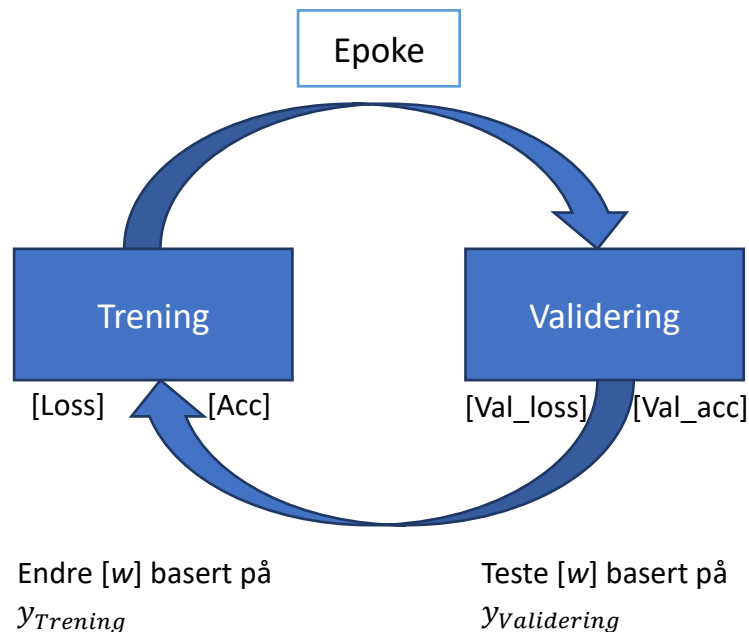 Epoke
Trening
Validering
[Loss]
[Acc]
[Val_loss]
[Val_acc]
Endre [w] basert på
y_Trening
Teste [w] basert på
y_Validering